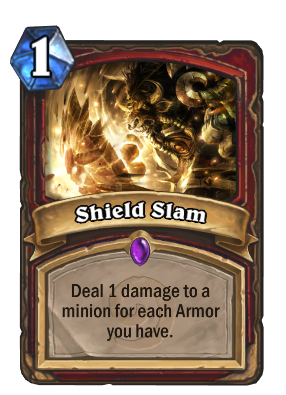 1
Shield Slam
Deal 1 damage to a
minion for each Armor
you have.